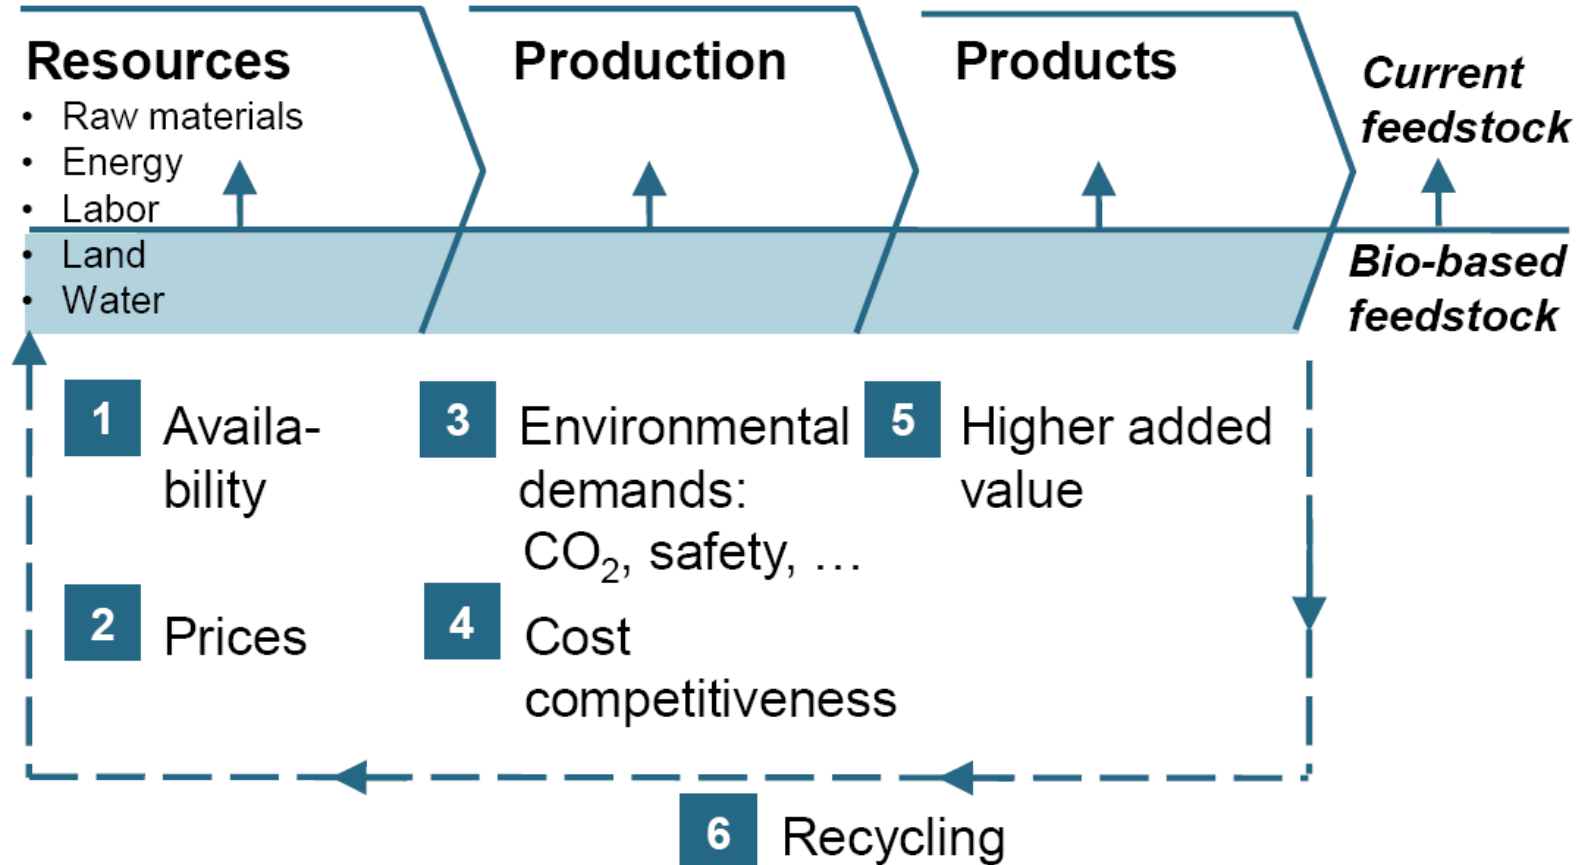 Resources
• Raw materials
• Energy
• Labor
• Land
• Water
Production
Products
Current
feedstock
Bio-based
feedstock
1 Availa-
bility
2 Prices
3 Environmental
demands:
CO₂, safety, …
4 Cost
competitiveness
5 Higher added
value
6 Recycling